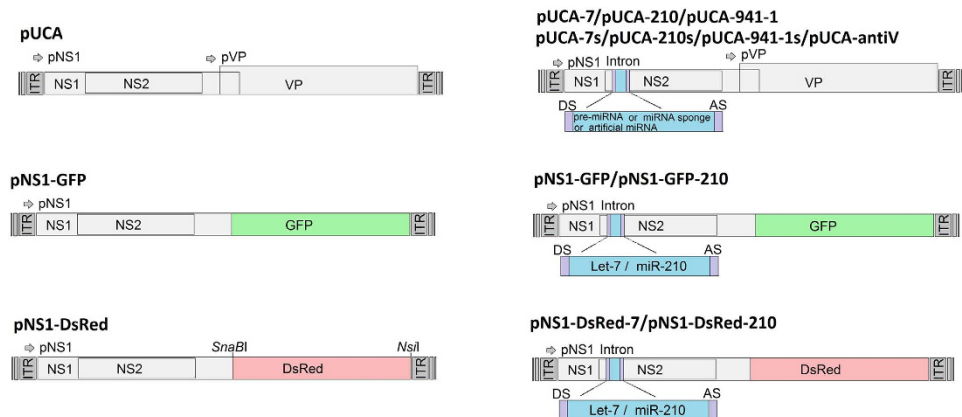 pUCA
pNS1
pVP
ITR
NS1
NS2
VP
ITR
pUCA-7/pUCA-210/pUCA-941-1
pUCA-7s/pUCA-210s/pUCA-941-1s/pUCA-antiV
pNS1 Intron
pVP
ITR
NS1
NS2
VP
ITR
DS
AS
pre-miRNA or miRNA sponge
or artificial miRNA
pNS1-GFP
pNS1
ITR
NS1
NS2
GFP
ITR
pNS1-GFP/pNS1-GFP-210
pNS1 Intron
ITR
NS1
NS2
GFP
ITR
DS
AS
Let-7 / miR-210
pNS1-DsRed
pNS1
SnaBI
NsiI
ITR
NS1
NS2
DsRed
ITR
pNS1-DsRed-7/pNS1-DsRed-210
pNS1 Intron
ITR
NS1
NS2
DsRed
ITR
DS
AS
Let-7 / miR-210